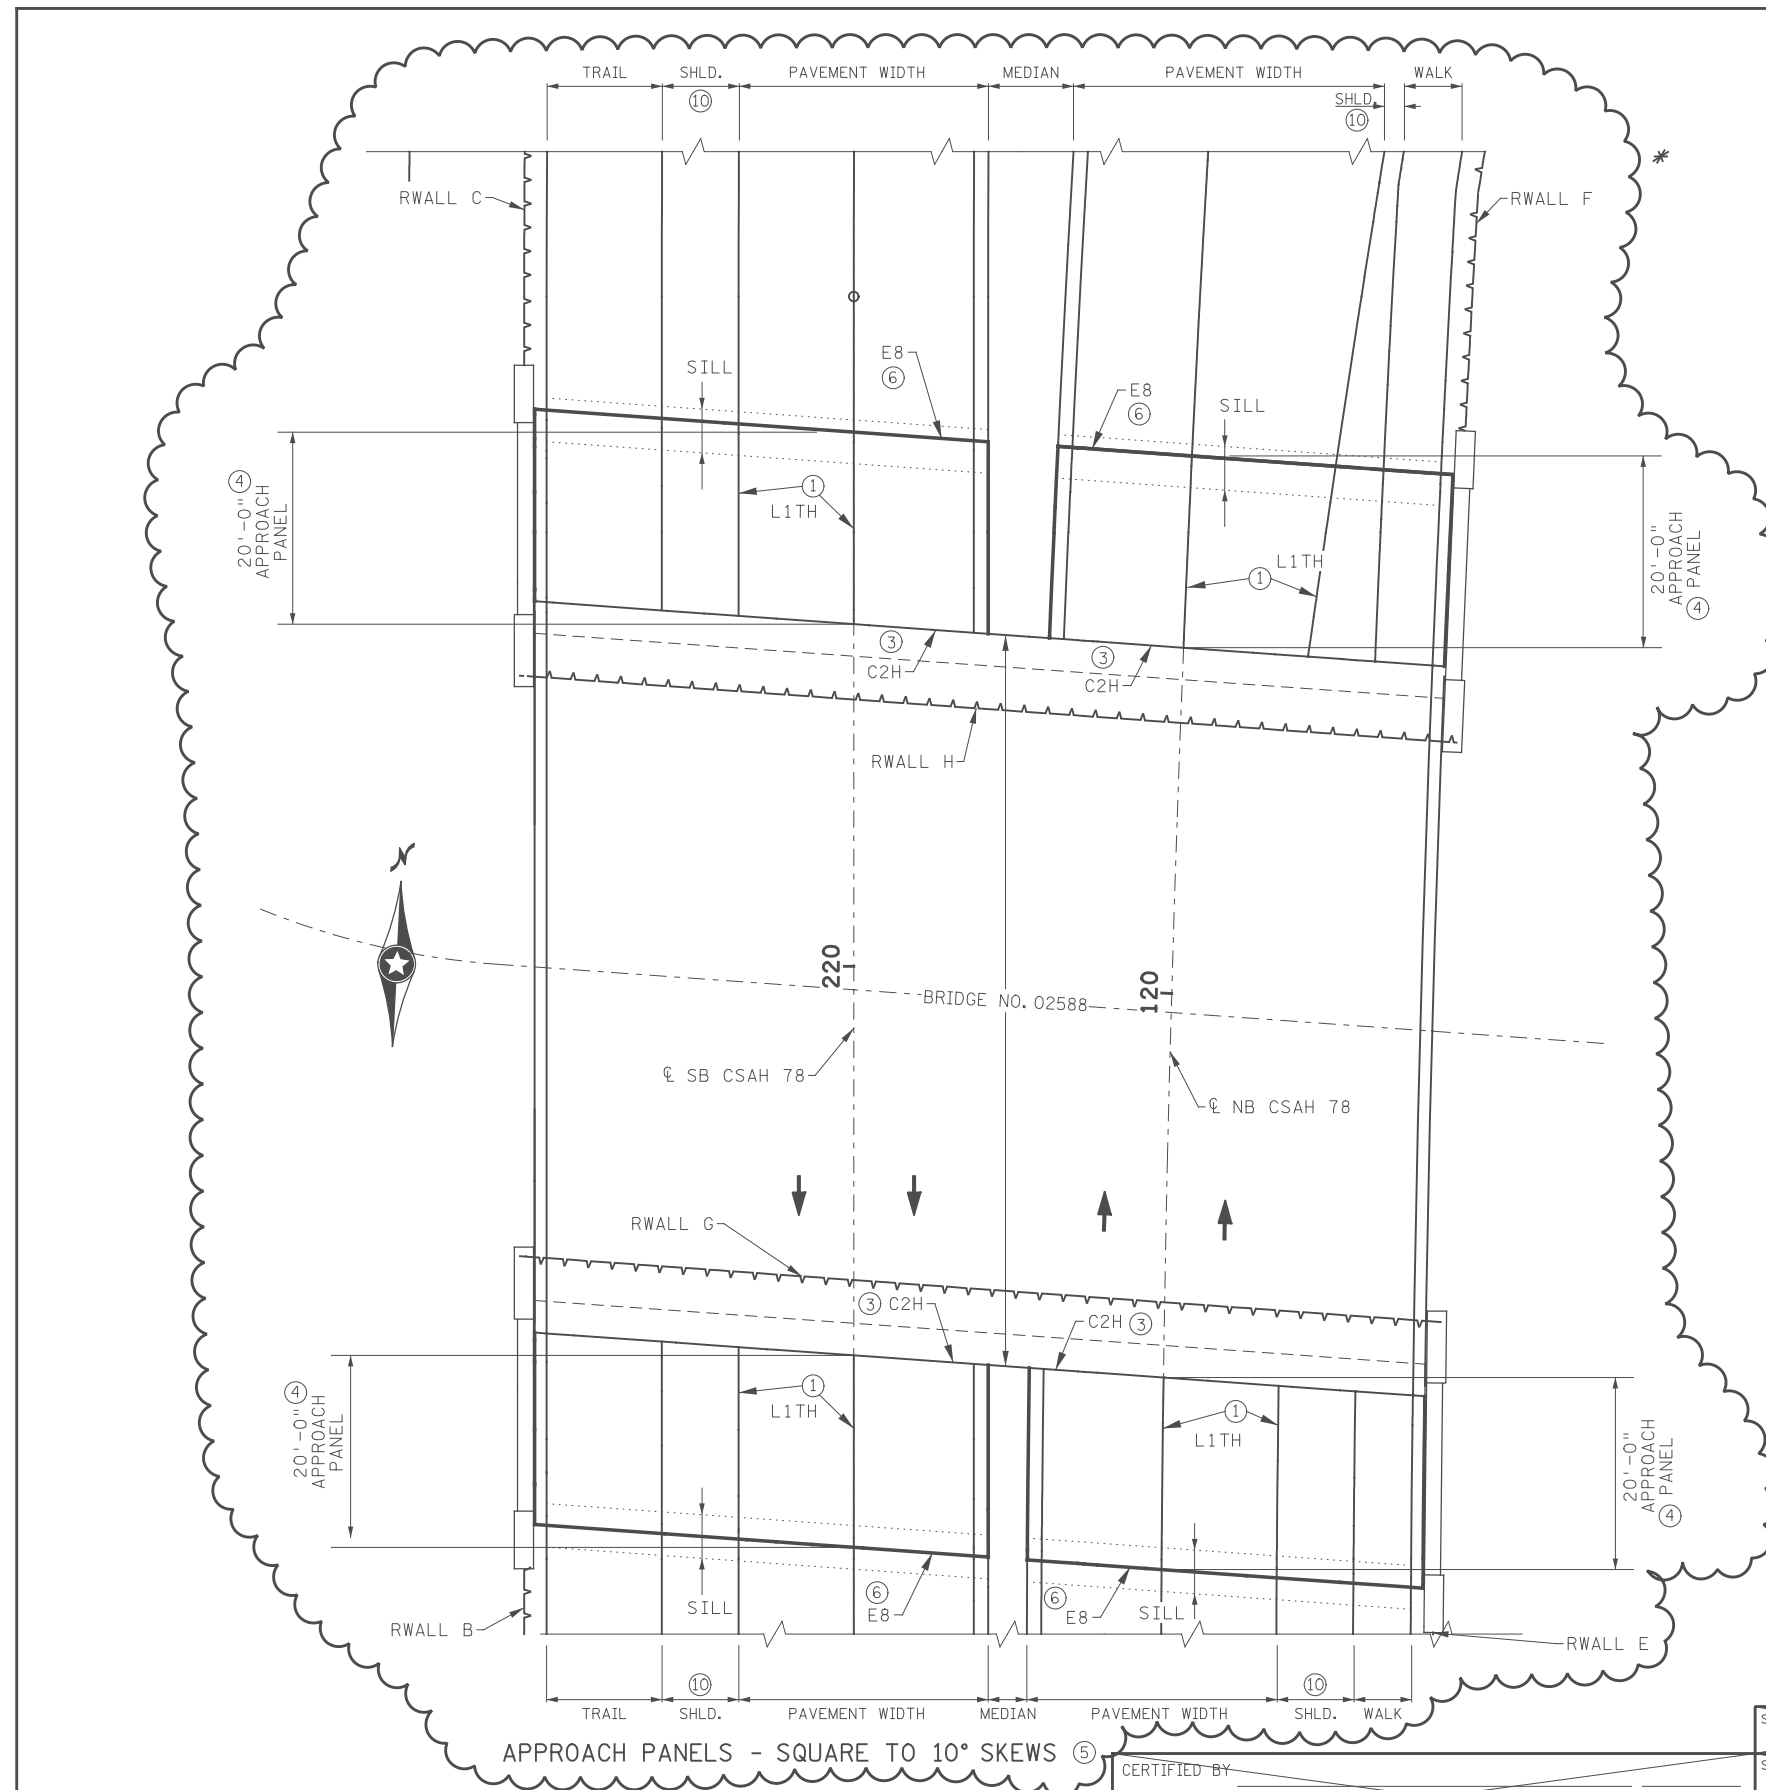 TRAIL SHLD. PAVEMENT WIDTH MEDIAN PAVEMENT WIDTH WALK
10 SHLD.
10
*
RWALL C RWALL F
E8
6
SILL
E8
6
SILL
20'-0" 4
APPROACH
PANEL
1
L1TH
L1TH
1
20'-0"
APPROACH
4 PANEL
3
C2H
3
C2H
RWALL H
N
220
120
BRIDGE NO. 02588
℄ SB CSAH 78
℄ NB CSAH 78
RWALL G
3 C2H
C2H 3
20'-0" 4
APPROACH
PANEL
1
L1TH
1
L1TH
20'-0"
APPROACH
4 PANEL
SILL
6
E8
6
E8
SILL
RWALL B
RWALL E
10 10
TRAIL SHLD. PAVEMENT WIDTH MEDIAN PAVEMENT WIDTH SHLD. WALK
APPROACH PANELS - SQUARE TO 10° SKEWS 5
CERTIFIED BY